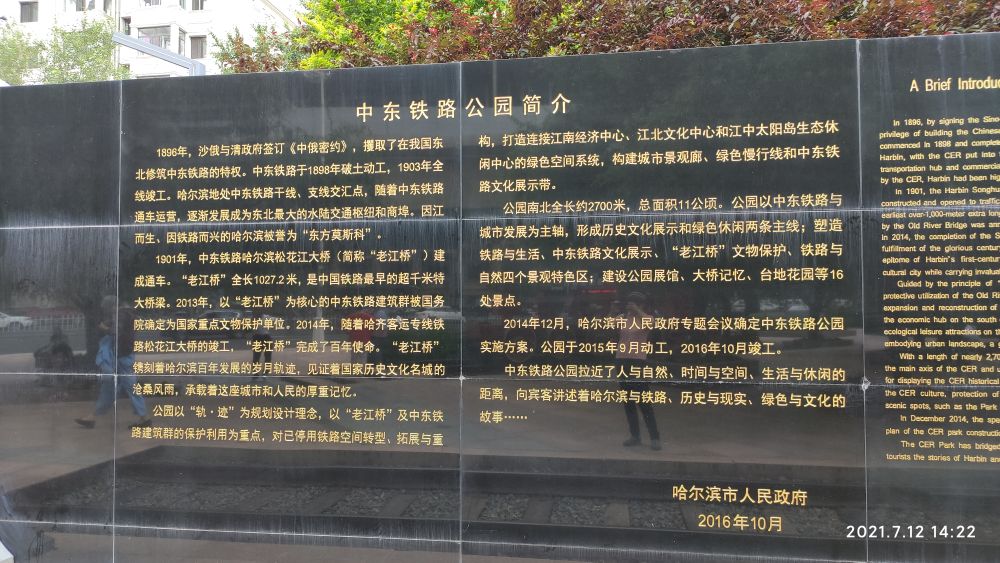 中东铁路公园简介
1896年，沙俄与清政府签订《中俄密约》，攫取了在我国东
北修筑中东铁路的特权。中东铁路于1898年破土动工，1903年全
线竣工。哈尔滨地处中东铁路干线、支线交汇点，随着中东铁路
通车运营，逐渐发展成为东北最大的水陆交通枢纽和商埠。因江
而生、因铁路而兴的哈尔滨被誉为“东方莫斯科”。
1901年，中东铁路哈尔滨松花江大桥（简称“老江桥”）建
成通车。“老江桥”全长1027.2米，是中国铁路最早的超千米特
大桥梁。2013年，以“老江桥”为核心的中东铁路建筑群被国务
院确定为国家重点文物保护单位。2014年，随着哈齐客运专线铁
路松花江大桥的竣工，“老江桥”完成了百年使命。“老江桥”
镌刻着哈尔滨百年发展的岁月轨迹，见证着国家历史文化名城的
沧桑风雨，承载着这座城市和人民的厚重记忆。
公园以“轨·迹”为规划设计理念，以“老江桥”及中东铁
路建筑群的保护利用为重点，对已停用铁路空间转型、拓展与重
构，打造连接江南经济中心、江北文化中心和江中太阳岛生态休
闲中心的绿色空间系统，构建城市景观廊、绿色慢行线和中东铁
路文化展示带。
公园南北全长约2700米，总面积11公顷。公园以中东铁路与
城市发展为主轴，形成历史文化展示和绿色休闲两条主线；塑造
铁路与生活、中东铁路文化展示、“老江桥”文物保护、铁路与
自然四个景观特色区；建设公园展馆、大桥记忆、台地花园等16
处景点。
2014年12月，哈尔滨市人民政府专题会议确定中东铁路公园
实施方案。公园于2015年9月动工，2016年10月竣工。
中东铁路公园拉近了人与自然、时间与空间、生活与休闲的
距离，向宾客讲述着哈尔滨与铁路、历史与现实、绿色与文化的
故事……
哈尔滨市人民政府
2016年10月
A Brief Introduc
In 1896, by signing the Sino
privilege of building the Chinese
commenced in 1898 and complete
Harbin, with the CER put into
transportation hub and commercial
by the CER, Harbin had been hig
In 1901, the Harbin Songhu
constructed and opened to traffic
earliest over-1,000-meter extra long
by the Old River Bridge was ann
in 2014, the completion of the S
fulfillment of the glorious century
epitome of Harbin's first-hundred
cultural city while carrying invaluab
Guided by the principle of "
protective utilization of the Old Ri
expansion and reconstruction of
the economic hub on the south
ecological leisure attractions on th
embodying urban landscape, a g
With a length of nearly 2,70
the main axis of the CER and u
for displaying the CER historical
the CER culture, protection of
scenic spots, such as the Park
In December 2014, the spe
plan of the CER park constructio
The CER Park has bridged
tourists the stories of Harbin and
2021.7.12 14:22